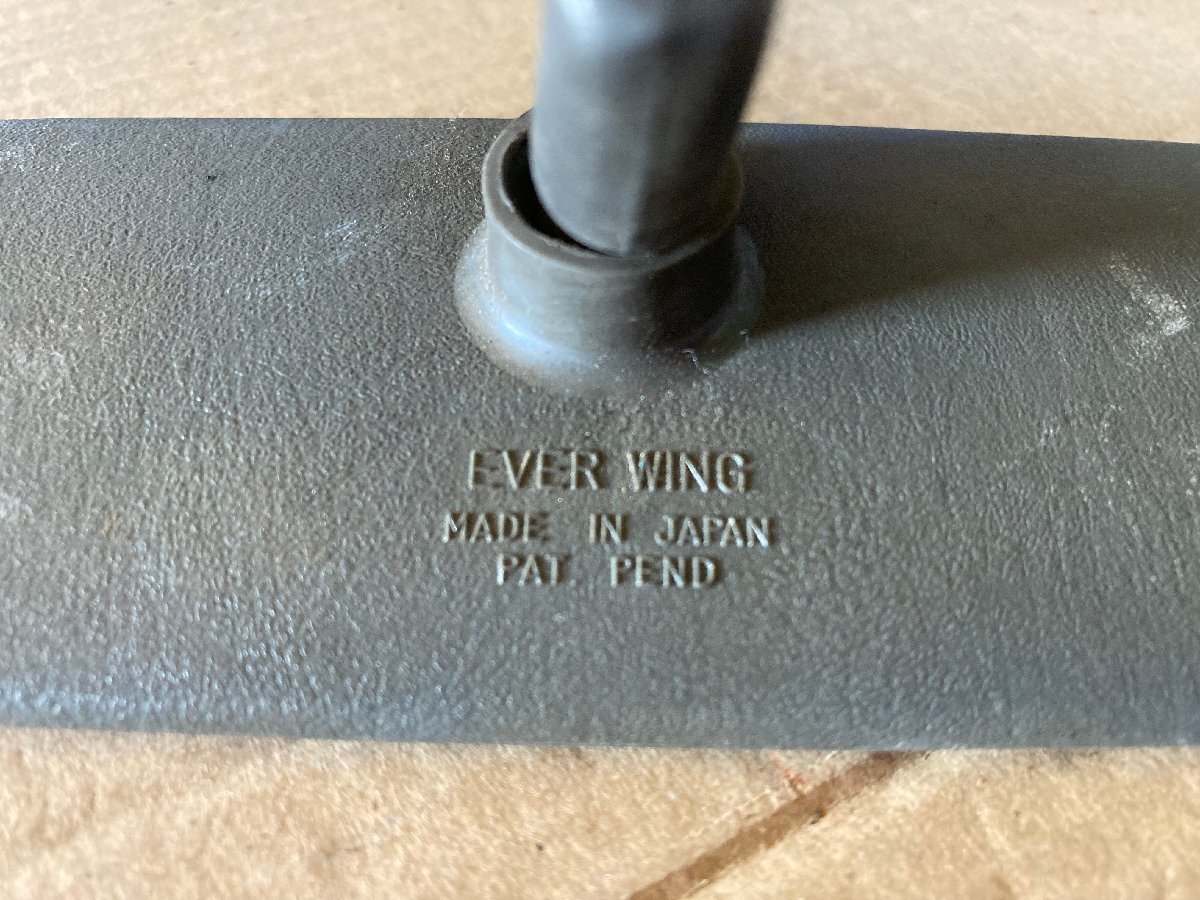 EVER WING
MADE IN JAPAN
PAT. PEND